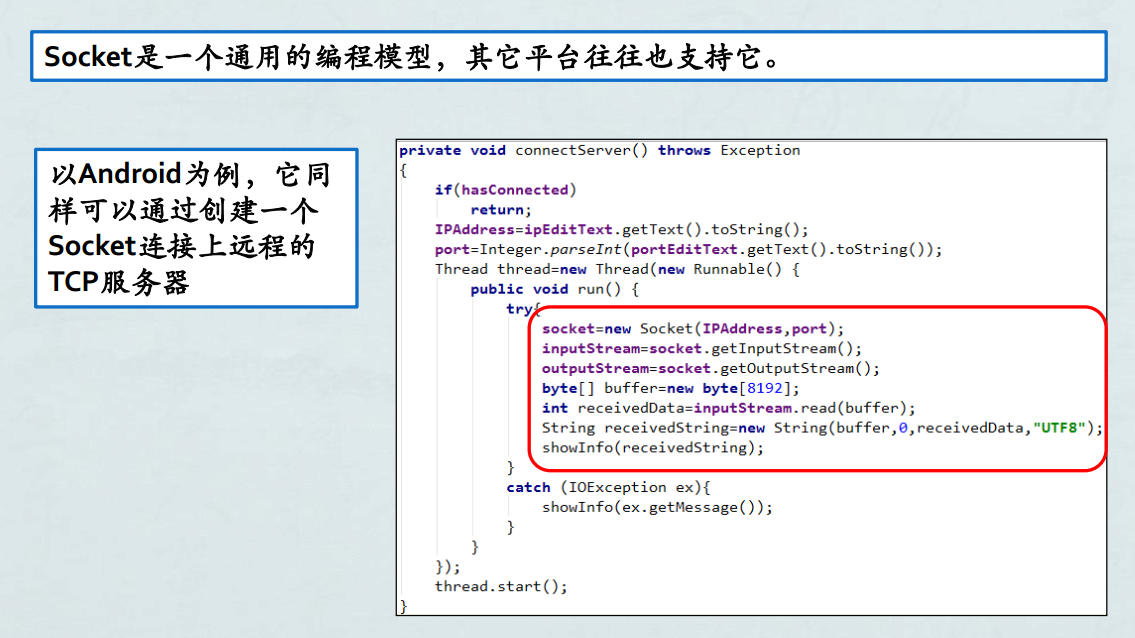 Socket是一个通用的编程模型，其它平台往往也支持它。
以Android为例，它同
样可以通过创建一个
Socket连接上远程的
TCP服务器
private void connectServer() throws Exception
{
    if(hasConnected)
        return;
    IPAddress=ipEditText.getText().toString();
    port=Integer.parseInt(portEditText.getText().toString());
    Thread thread=new Thread(new Runnable() {
        public void run() {
            try{
                socket=new Socket(IPAddress,port);
                inputStream=socket.getInputStream();
                outputStream=socket.getOutputStream();
                byte[] buffer=new byte[8192];
                int receivedData=inputStream.read(buffer);
                String receivedString=new String(buffer,0,receivedData,"UTF8");
                showInfo(receivedString);
            }
            catch (IOException ex){
                showInfo(ex.getMessage());
            }
        }
    });
    thread.start();
}